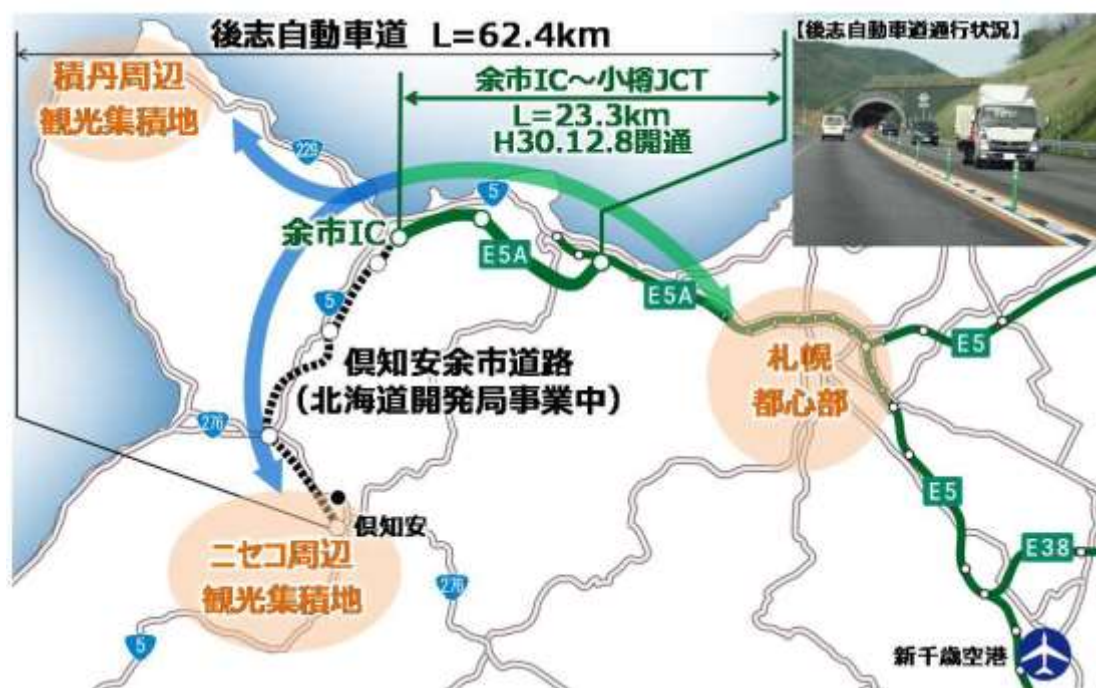 後志自動車道 L=62.4km
【後志自動車道通行状況】
積丹周辺
観光集積地
余市IC~小樽JCT
L=23.3km
H30.12.8開通
229
5
余市IC
E5A
E5A
5
E5
倶知安余市道路
(北海道開発局事業中)
札幌
都心部
276
E5
倶知安
ニセコ周辺
観光集積地
E38
276
5
新千歳空港